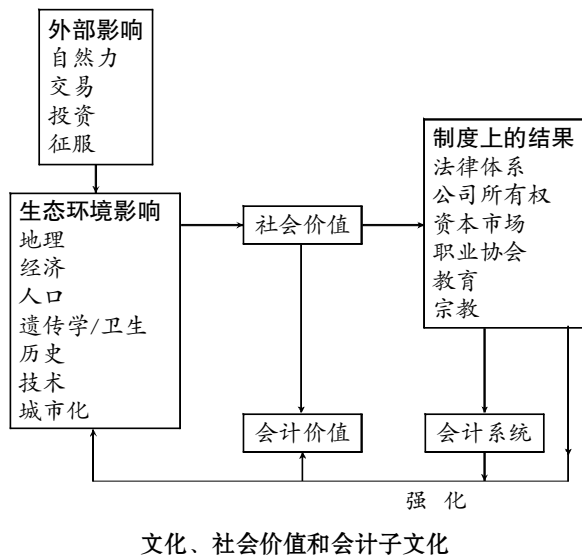 外部影响
自然力
交易
投资
征服
生态环境影响
地理
经济
人口
遗传学/卫生
历史
技术
城市化
社会价值
制度上的结果
法律体系
公司所有权
资本市场
职业协会
教育
宗教
会计价值
会计系统
强 化
文化、社会价值和会计子文化